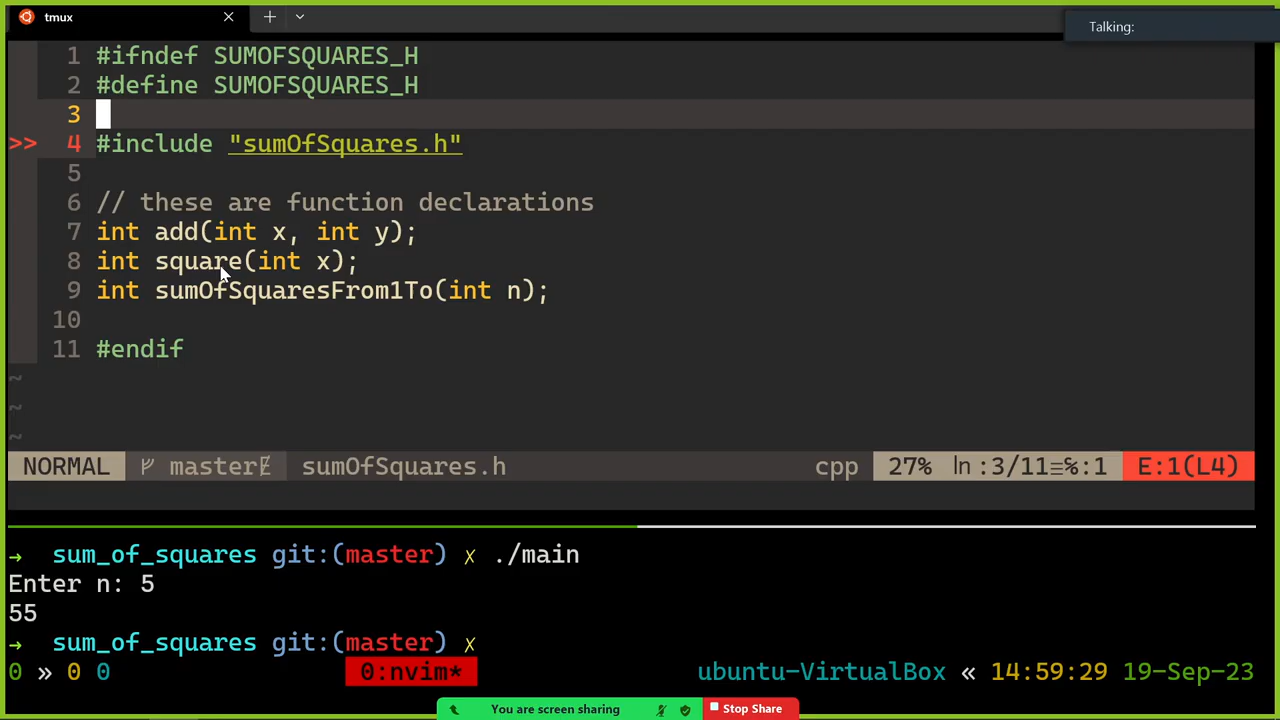 tmux
Talking:
1 #ifndef SUMOFSQUARES_H
2 #define SUMOFSQUARES_H
3
>> 4 #include "sumOfSquares.h"
5
6 // these are function declarations
7 int add(int x, int y);
8 int square(int x);
9 int sumOfSquaresFrom1To(int n);
10
11 #endif
~
~
~
NORMAL master sumOfSquares.h cpp 27% ln :3/11≡℅:1 E:1(L4)
→ sum_of_squares git:(master) ✗ ./main
Enter n: 5
55
→ sum_of_squares git:(master) ✗
0 » 0 0 0:nvim* ubuntu-VirtualBox « 14:59:29 19-Sep-23
You are screen sharing Stop Share